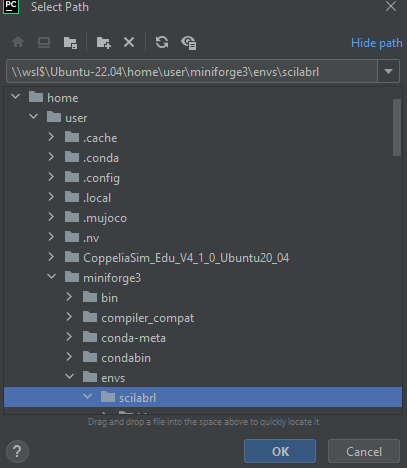 PC Select Path
Hide path
\\wsl$\Ubuntu-22.04\home\user\miniforge3\envs\scilabrl
home
user
.cache
.conda
.config
.local
.mujoco
.nv
CoppeliaSim_Edu_V4_1_0_Ubuntu20_04
miniforge3
bin
compiler_compat
conda-meta
condabin
envs
scilabrl
Drag and drop a file into the space above to quickly locate it
? OK Cancel